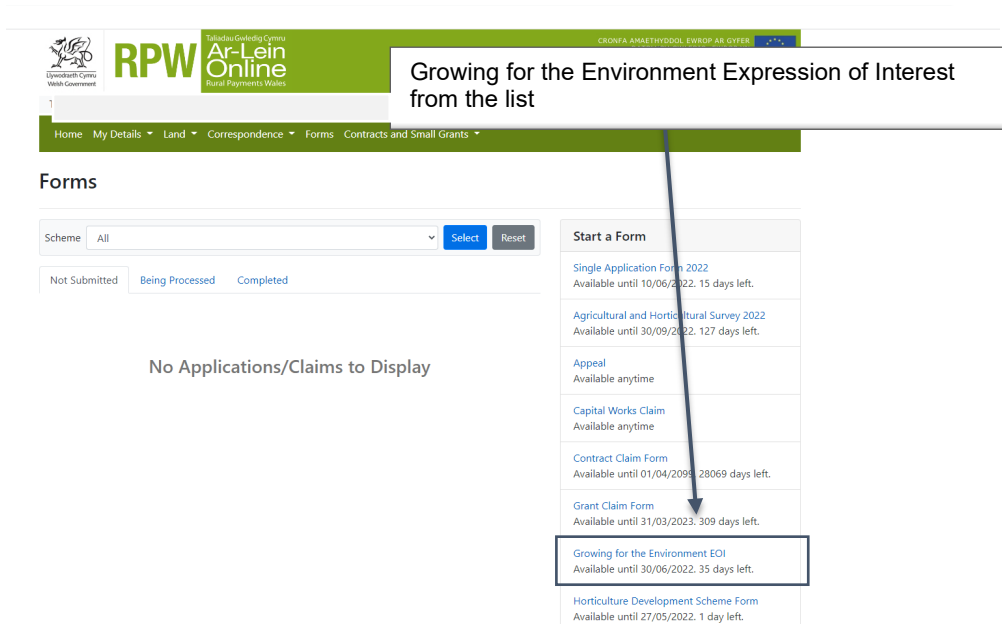 Llywodraeth Cymru
Welsh Government
RPW
Taliadau Gwledig Cymru
Ar-Lein
Online
Rural Payments Wales
CRONFA AMAETHYDDOL EWROP AR GYFER
Growing for the Environment Expression of Interest
from the list
Home My Details Land Correspondence Forms Contracts and Small Grants
Forms
Scheme All Select Reset
Not Submitted Being Processed Completed
No Applications/Claims to Display
Start a Form
Single Application Form 2022
Available until 10/06/2022. 15 days left.
Agricultural and Horticultural Survey 2022
Available until 30/09/2022. 127 days left.
Appeal
Available anytime
Capital Works Claim
Available anytime
Contract Claim Form
Available until 01/04/2099. 28069 days left.
Grant Claim Form
Available until 31/03/2023. 309 days left.
Growing for the Environment EOI
Available until 30/06/2022. 35 days left.
Horticulture Development Scheme Form
Available until 27/05/2022. 1 day left.